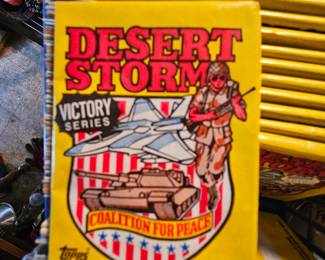 DESERT
STORM
VICTORY
SERIES
COALITION FOR PEACE
Topps